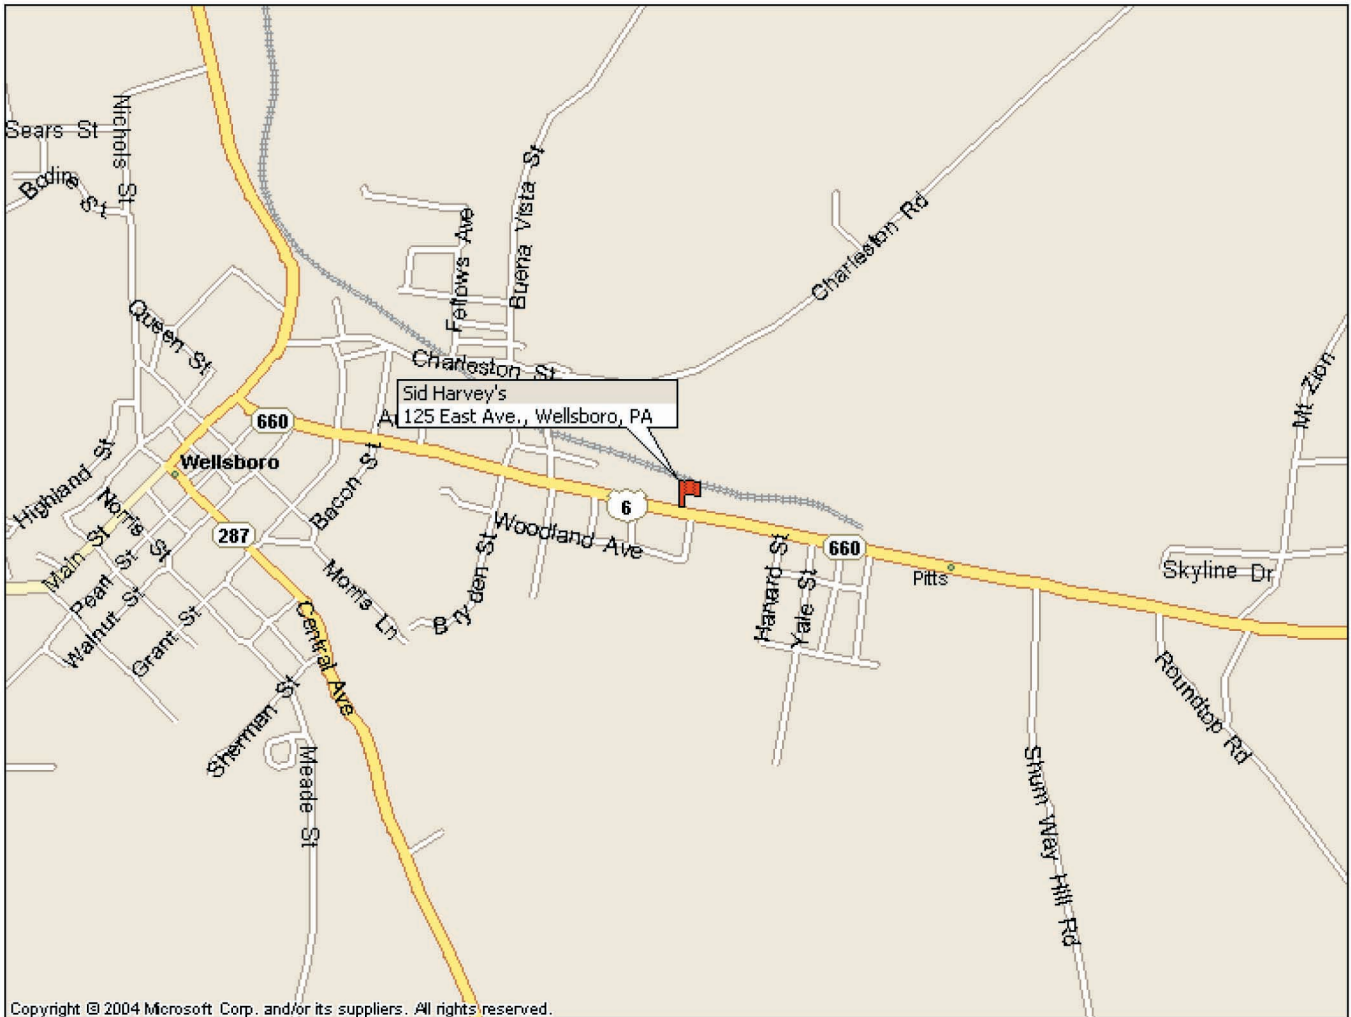 Nichols St
Sears St
Bodine St
Fellows Ave
Buena Vista St
Charleston Rd
Queen St
Charleston St
Mt Zion
Sid Harvey's
125 East Ave., Wellsboro, PA
660
Wellsboro
Highland St
Bacon St
Norris St
6
Woodland Ave
287
Main St
660
Pitts
Skyline Dr
Pearl St
Morris Ln
Bryden St
Harvard St
Yale St
Walnut St
Grant St
Central Ave
Roundtop Rd
Sherman St
Meade St
Shum Way Hill Rd
Copyright © 2004 Microsoft Corp. and/or its suppliers. All rights reserved.